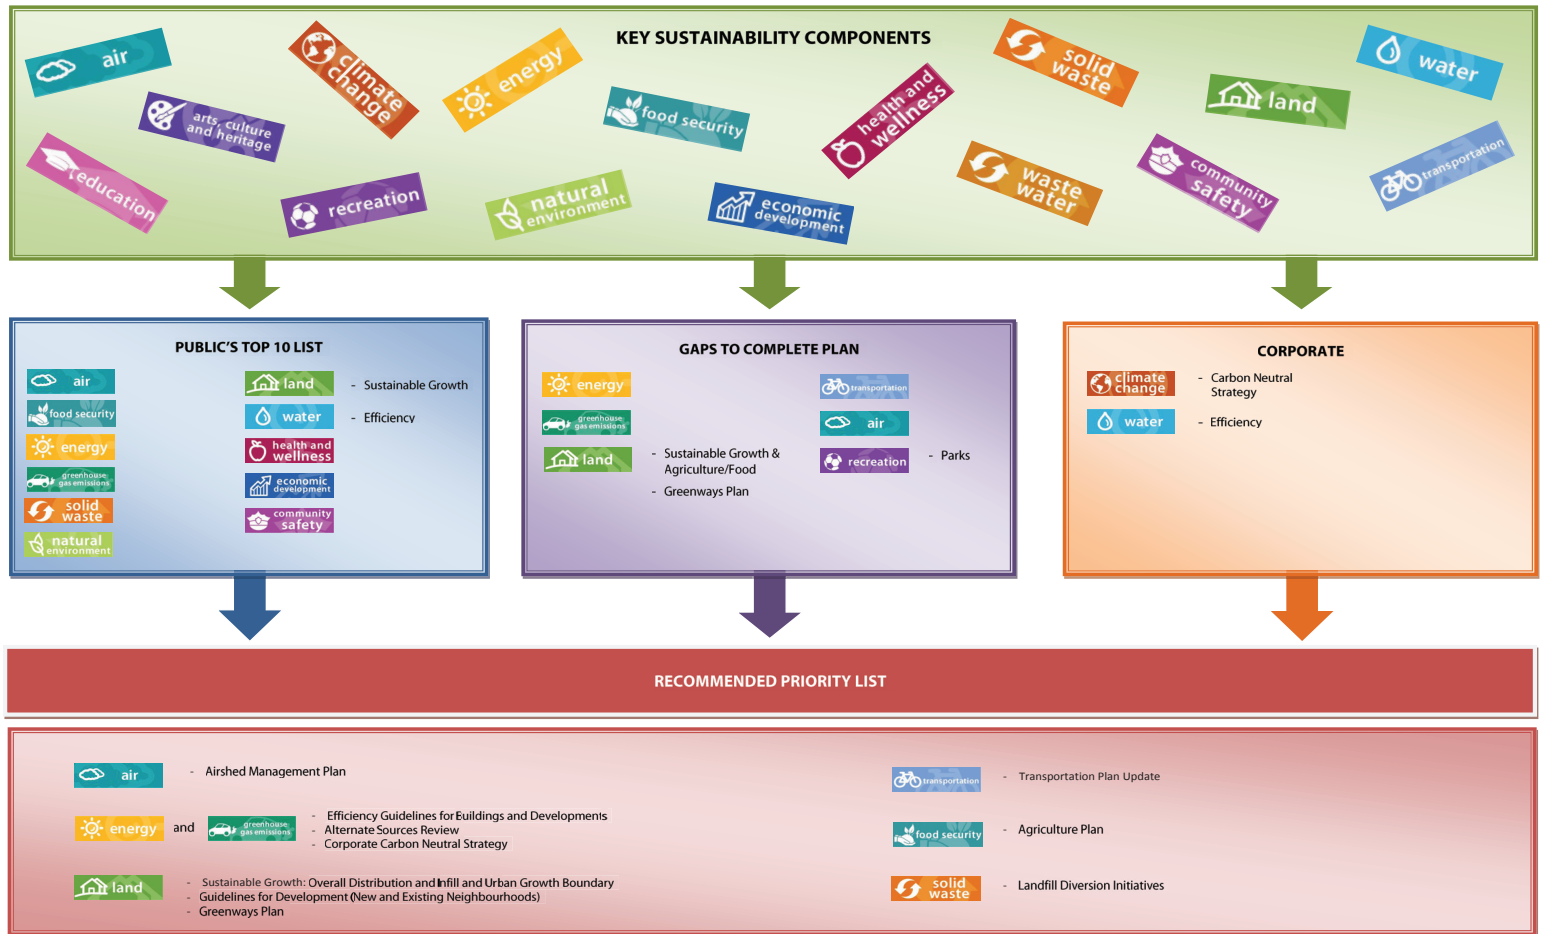 KEY SUSTAINABILITY COMPONENTS
air
arts, culture
and heritage
education
climate
change
recreation
energy
natural
environment
food security
economic
development
health and
wellness
solid
waste
waste
water
land
community
safety
water
transportation
PUBLIC'S TOP 10 LIST
air
food security
energy
greenhouse
gas emissions
solid
waste
natural
environment
land - Sustainable Growth
water - Efficiency
health and
wellness
economic
development
community
safety
GAPS TO COMPLETE PLAN
energy
greenhouse
gas emissions
land - Sustainable Growth &
Agriculture/Food
- Greenways Plan
transportation
air
recreation - Parks
CORPORATE
climate
change - Carbon Neutral
Strategy
water - Efficiency
RECOMMENDED PRIORITY LIST
air - Airshed Management Plan
energy and greenhouse
gas emissions
- Efficiency Guidelines for Buildings and Developments
- Alternate Sources Review
- Corporate Carbon Neutral Strategy
land
- Sustainable Growth: Overall Distribution and Infill and Urban Growth Boundary
- Guidelines for Development (New and Existing Neighbourhoods)
- Greenways Plan
transportation - Transportation Plan Update
food security - Agriculture Plan
solid
waste - Landfill Diversion Initiatives